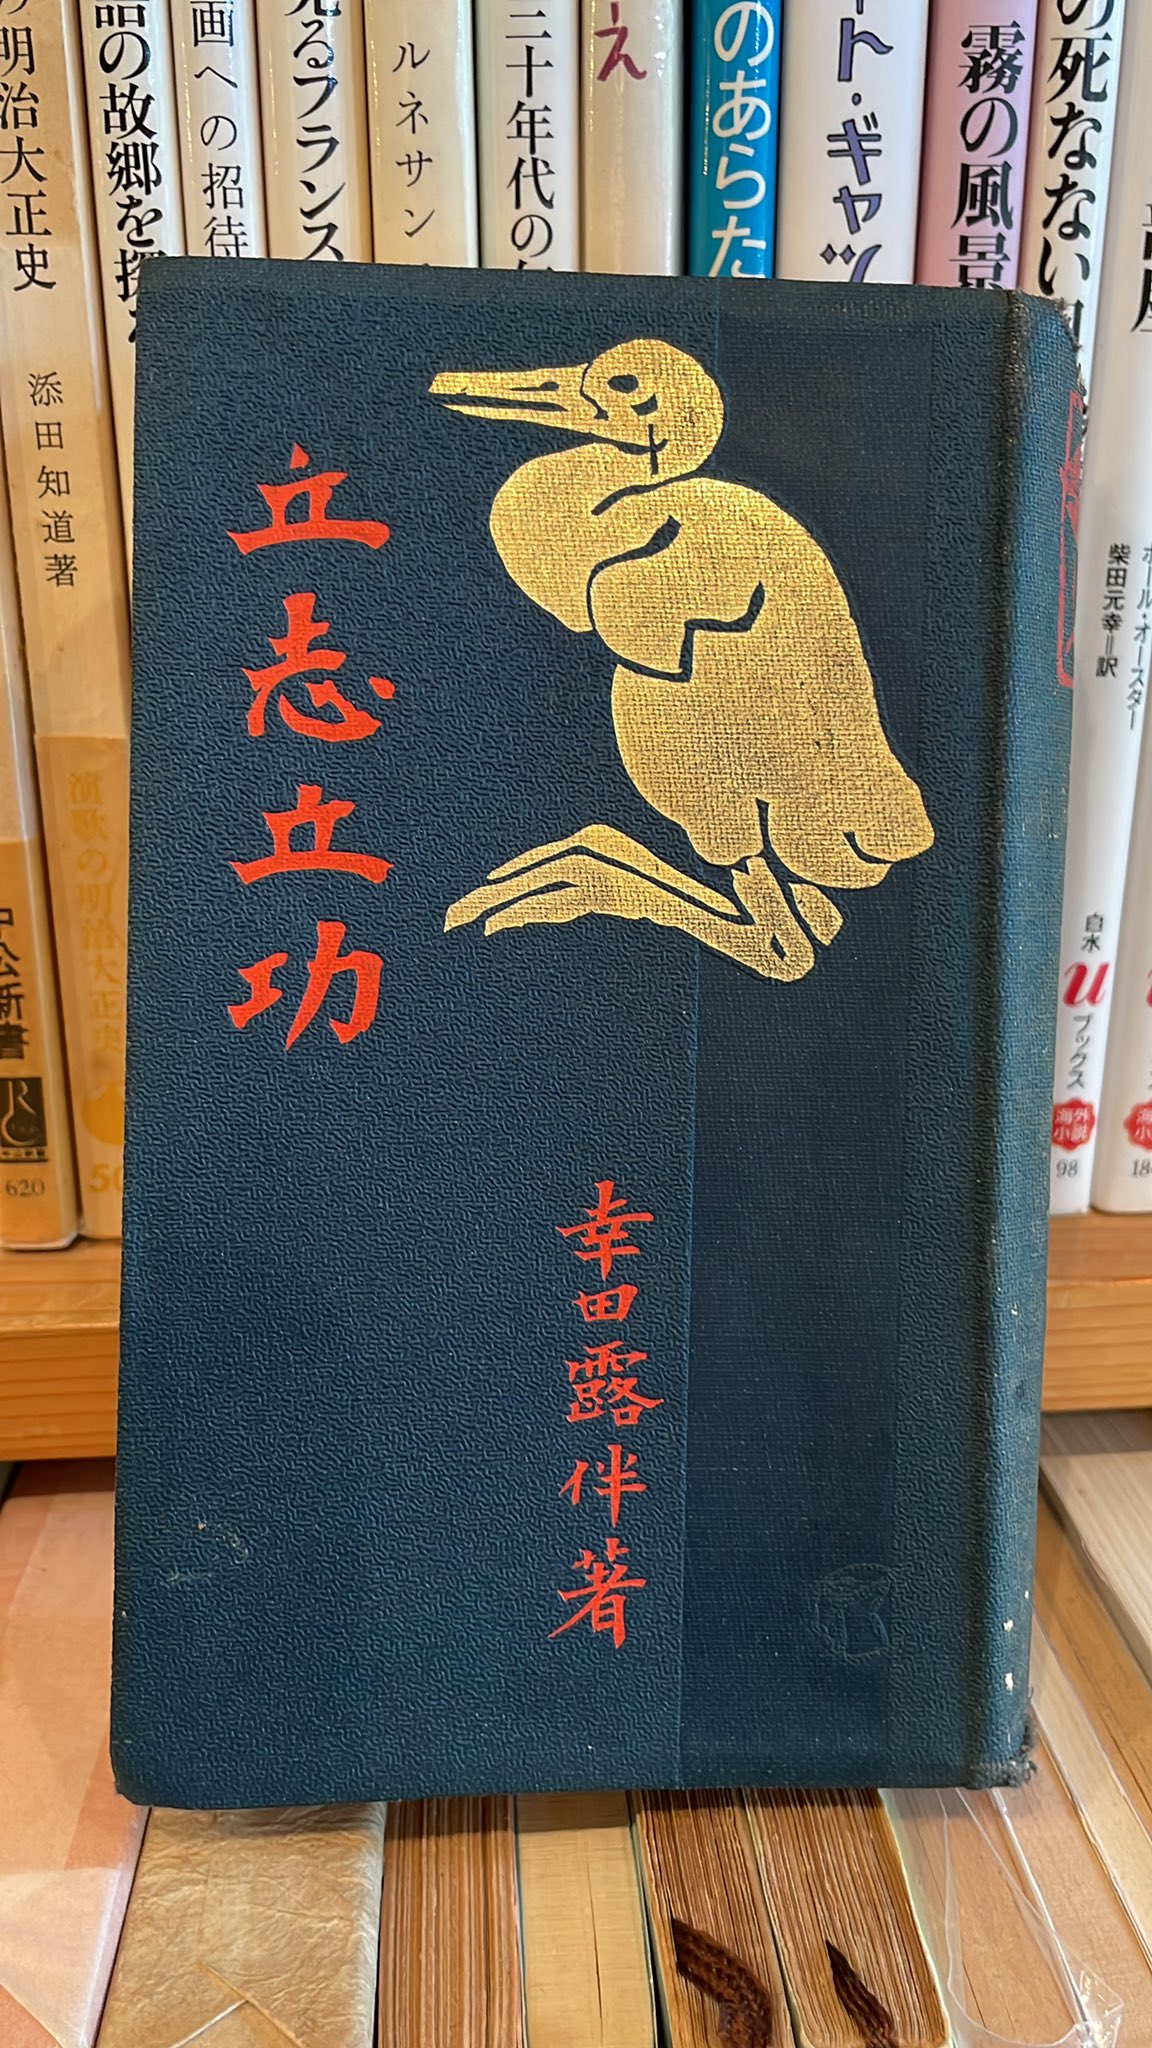 立志立功
幸田露伴著
明治大正史
添田知道著
演歌の明治大正史
中公新書
620
50
の故郷を探
画への招待
るフランス
ルネサン
三十年代の
え
のあらた
ト・ギャッ
霧の風景
の死なない
ポール・オースター
柴田元幸=訳
白水
u
ブックス
海外
小説
98